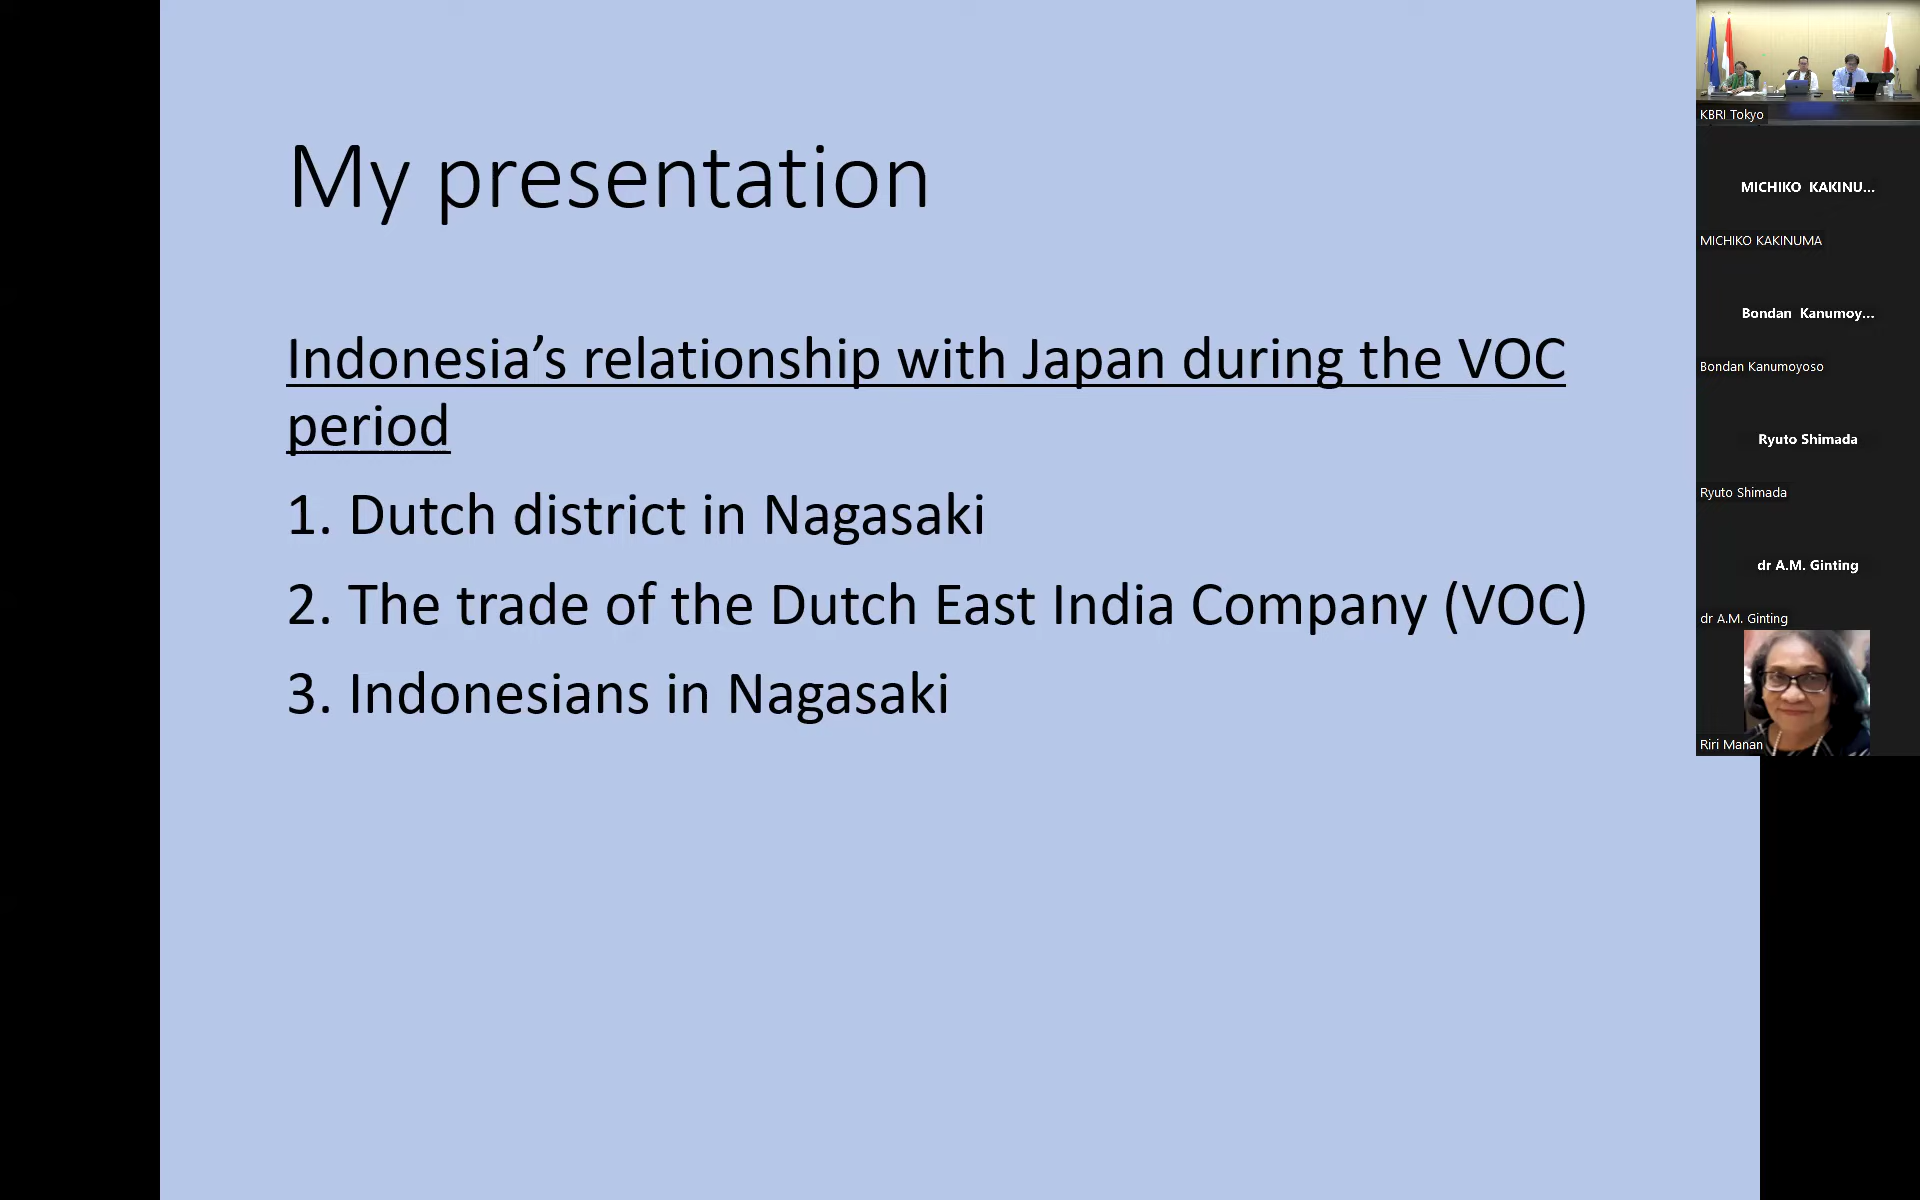 My presentation
Indonesia’s relationship with Japan during the VOC
period
1. Dutch district in Nagasaki
2. The trade of the Dutch East India Company (VOC)
3. Indonesians in Nagasaki
KBRI Tokyo
MICHIKO KAKINU...
MICHIKO KAKINUMA
Bondan Kanumoy...
Bondan Kanumoyoso
Ryuto Shimada
Ryuto Shimada
dr A.M. Ginting
dr A.M. Ginting
Riri Manan